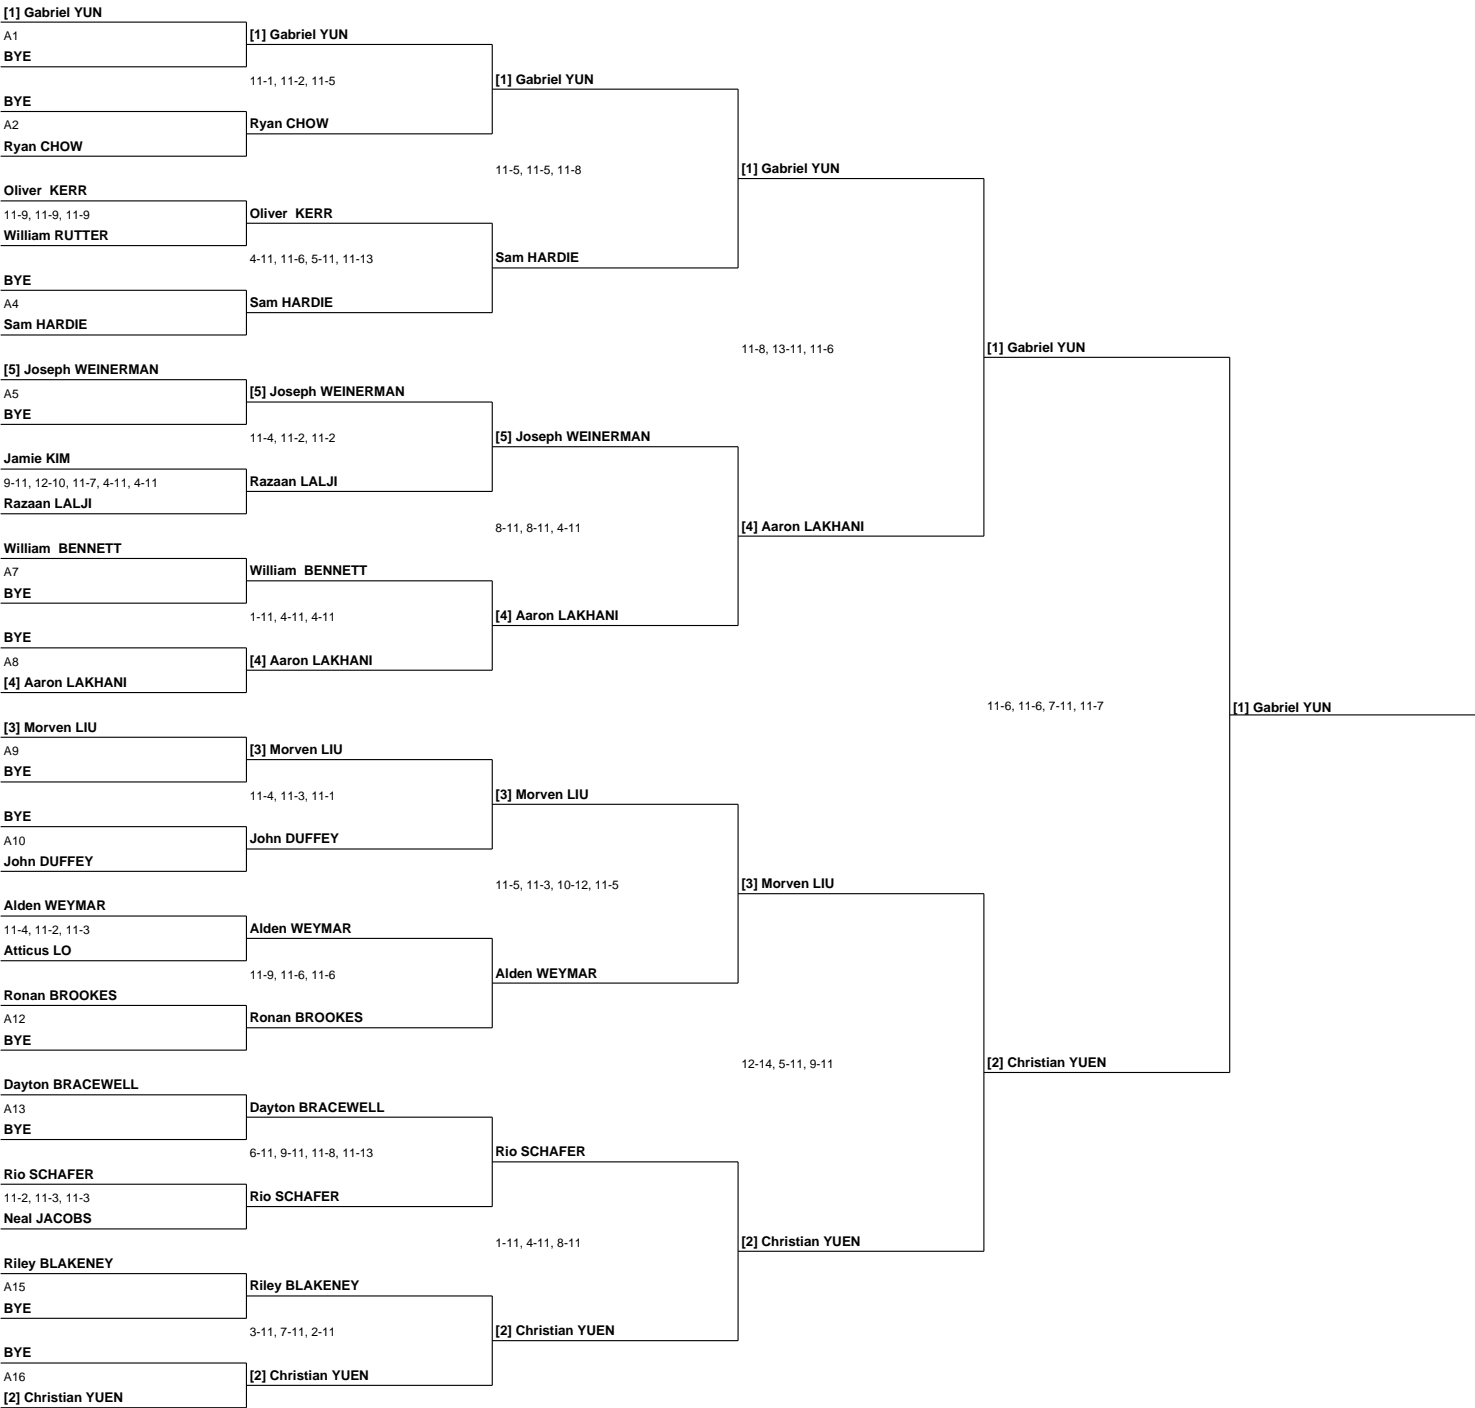 [1] Gabriel YUN
A1
BYE
BYE
A2
Ryan CHOW
Oliver  KERR
11-9, 11-9, 11-9
William RUTTER
BYE
A4
Sam HARDIE
[5] Joseph WEINERMAN
A5
BYE
Jamie KIM
9-11, 12-10, 11-7, 4-11, 4-11
Razaan LALJI
William  BENNETT
A7
BYE
BYE
A8
[4] Aaron LAKHANI
[3] Morven LIU
A9
BYE
BYE
A10
John DUFFEY
Alden WEYMAR
11-4, 11-2, 11-3
Atticus LO
Ronan BROOKES
A12
BYE
Dayton BRACEWELL
A13
BYE
Rio SCHAFER
11-2, 11-3, 11-3
Neal JACOBS
Riley BLAKENEY
A15
BYE
BYE
A16
[2] Christian YUEN
[1] Gabriel YUN
11-1, 11-2, 11-5
Ryan CHOW
Oliver  KERR
4-11, 11-6, 5-11, 11-13
Sam HARDIE
[5] Joseph WEINERMAN
11-4, 11-2, 11-2
Razaan LALJI
William  BENNETT
1-11, 4-11, 4-11
[4] Aaron LAKHANI
[3] Morven LIU
11-4, 11-3, 11-1
John DUFFEY
Alden WEYMAR
11-9, 11-6, 11-6
Ronan BROOKES
Dayton BRACEWELL
6-11, 9-11, 11-8, 11-13
Rio SCHAFER
Riley BLAKENEY
3-11, 7-11, 2-11
[2] Christian YUEN
[1] Gabriel YUN
11-5, 11-5, 11-8
Sam HARDIE
[5] Joseph WEINERMAN
8-11, 8-11, 4-11
[4] Aaron LAKHANI
[3] Morven LIU
11-5, 11-3, 10-12, 11-5
Alden WEYMAR
Rio SCHAFER
1-11, 4-11, 8-11
[2] Christian YUEN
[1] Gabriel YUN
11-8, 13-11, 11-6
[4] Aaron LAKHANI
[3] Morven LIU
12-14, 5-11, 9-11
[2] Christian YUEN
[1] Gabriel YUN
11-6, 11-6, 7-11, 11-7
[2] Christian YUEN
[1] Gabriel YUN